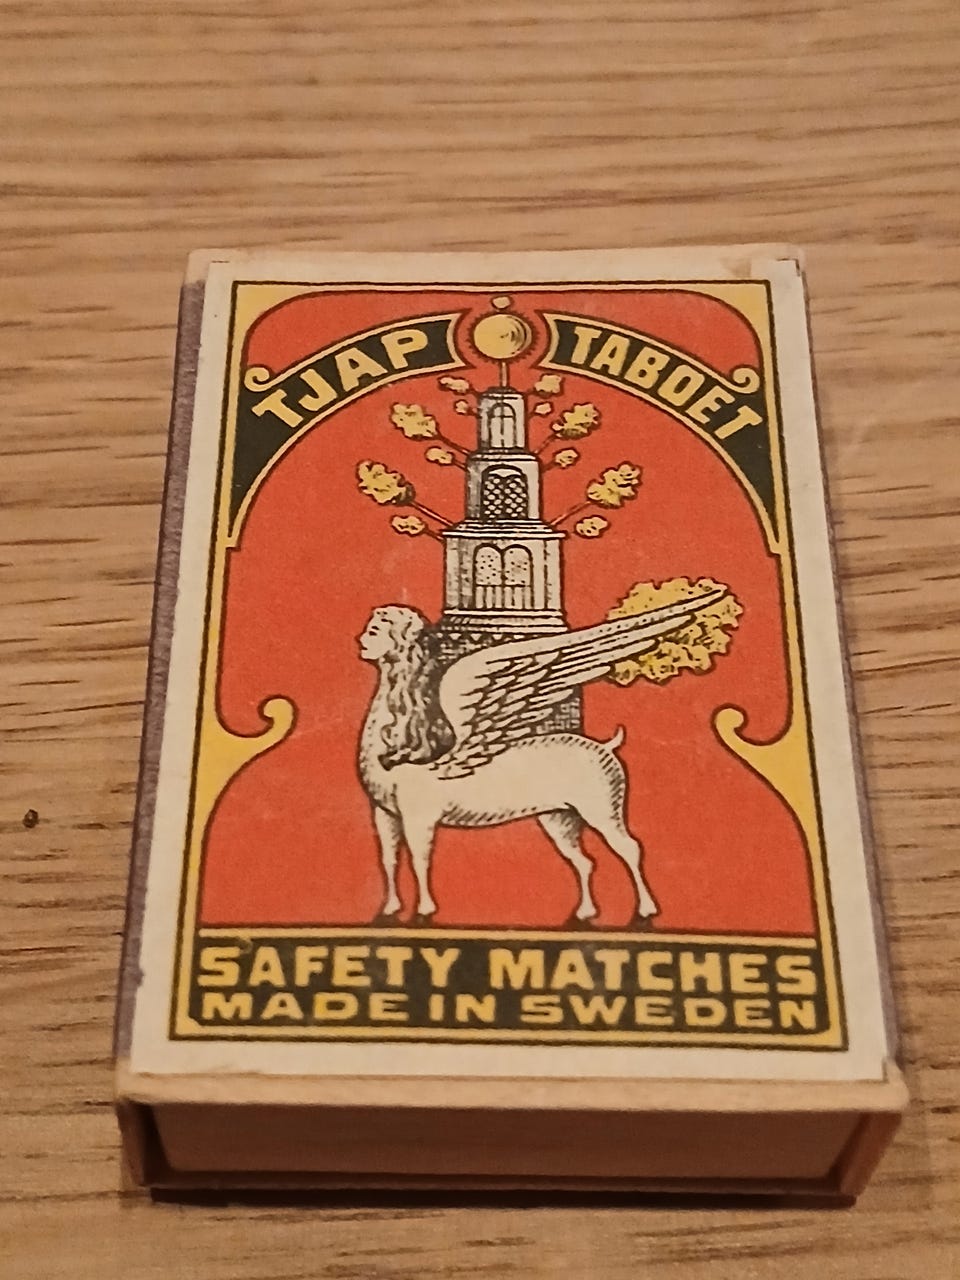 TJAP TABOET
SAFETY MATCHES
MADE IN SWEDEN